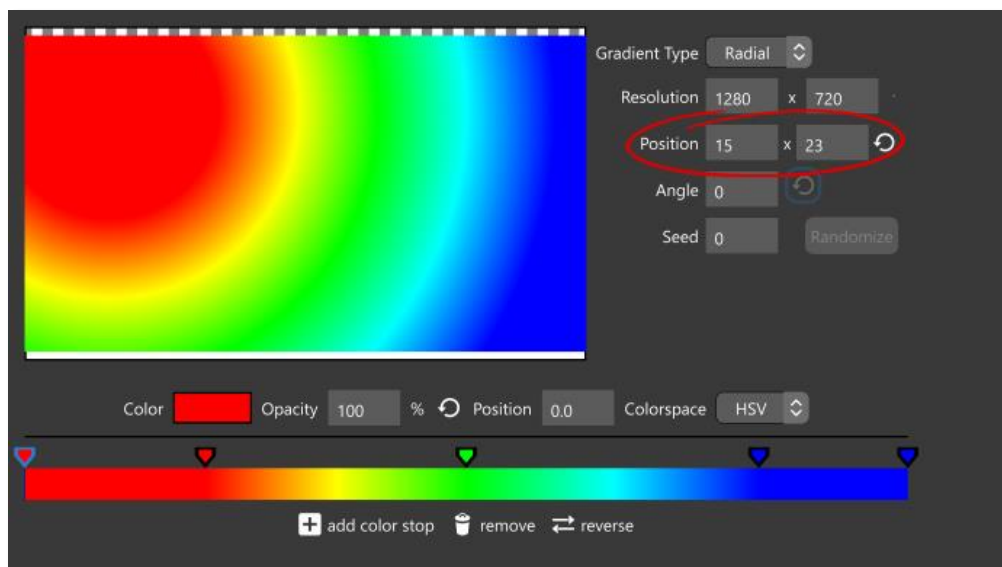 Gradient Type Radial
Resolution 1280 x 720
Position 15 x 23
Angle 0
Seed 0 Randomize
Color Opacity 100 % Position 0.0 Colorspace HSV
add color stop remove reverse